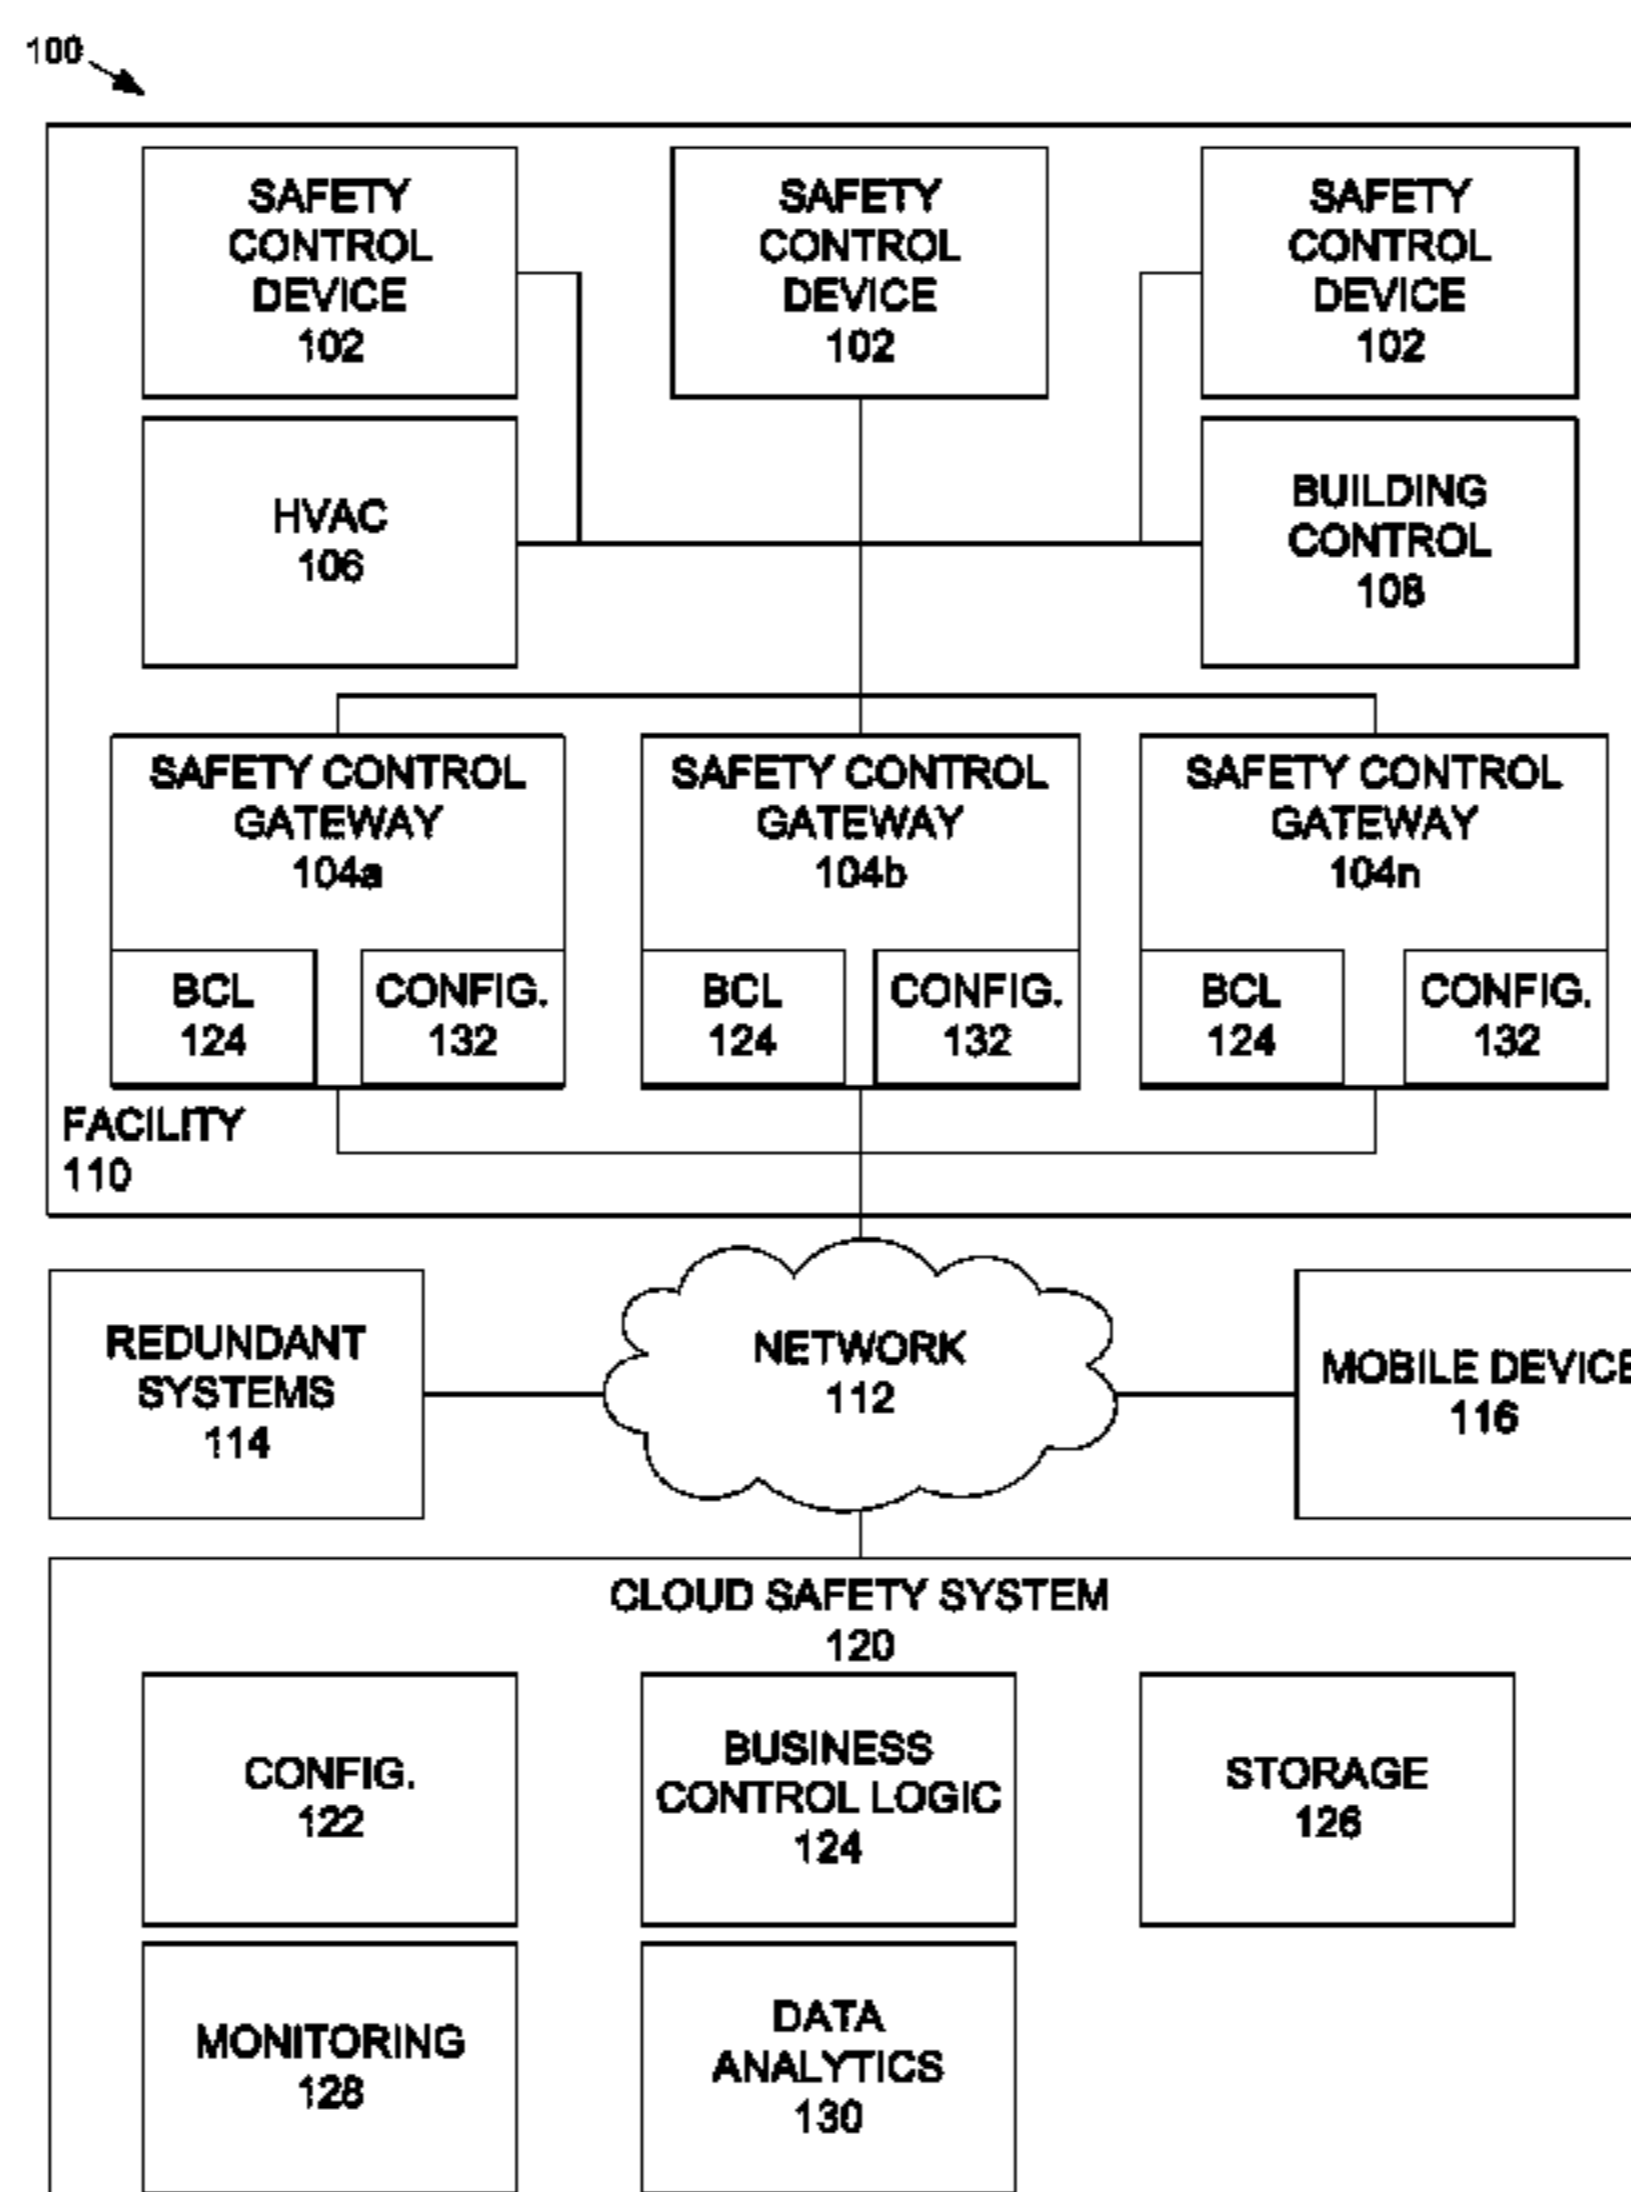 100
SAFETY
CONTROL
DEVICE
102
SAFETY
CONTROL
DEVICE
102
SAFETY
CONTROL
DEVICE
102
HVAC
106
BUILDING
CONTROL
108
SAFETY CONTROL
GATEWAY
104a
BCL
124
CONFIG.
132
SAFETY CONTROL
GATEWAY
104b
BCL
124
CONFIG.
132
SAFETY CONTROL
GATEWAY
104n
BCL
124
CONFIG.
132
FACILITY
110
REDUNDANT
SYSTEMS
114
NETWORK
112
MOBILE DEVICE
116
CLOUD SAFETY SYSTEM
120
CONFIG.
122
BUSINESS
CONTROL LOGIC
124
STORAGE
126
MONITORING
128
DATA
ANALYTICS
130